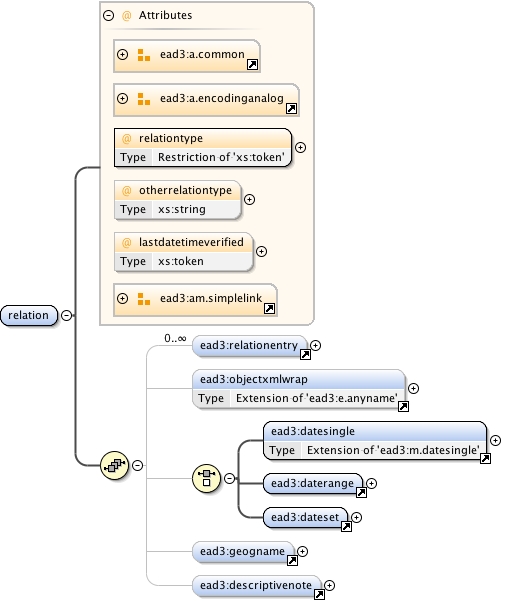 @ Attributes
ead3:a.common
ead3:a.encodinganalog
@ relationtype
Type Restriction of 'xs:token'
@ otherrelationtype
Type xs:string
@ lastdatetimeverified
Type xs:token
ead3:am.simplelink
relation
0..∞
ead3:relationentry
ead3:objectxmlwrap
Type Extension of 'ead3:e.anyname'
ead3:datesingle
Type Extension of 'ead3:m.datesingle'
ead3:daterange
ead3:dateset
ead3:geogname
ead3:descriptivenote